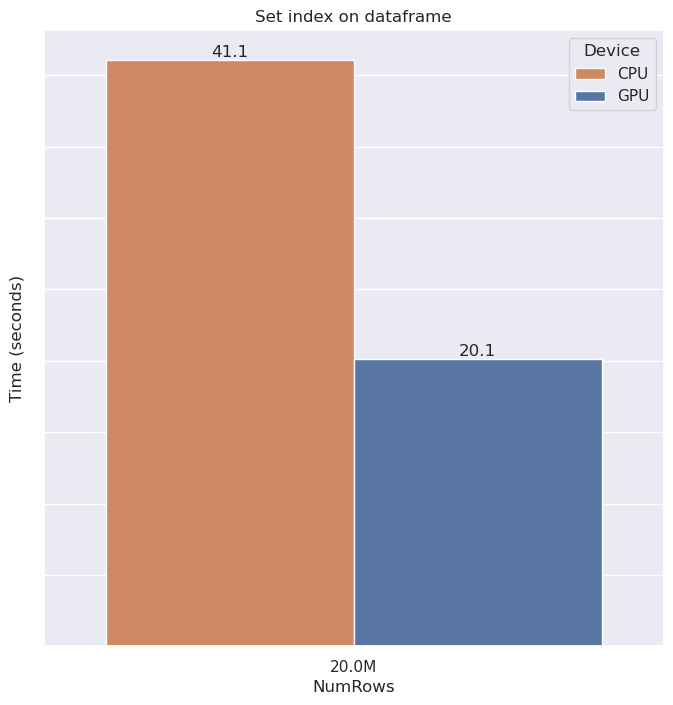 Set index on dataframe
41.1
Device
CPU
GPU
20.1
Time (seconds)
20.0M
NumRows